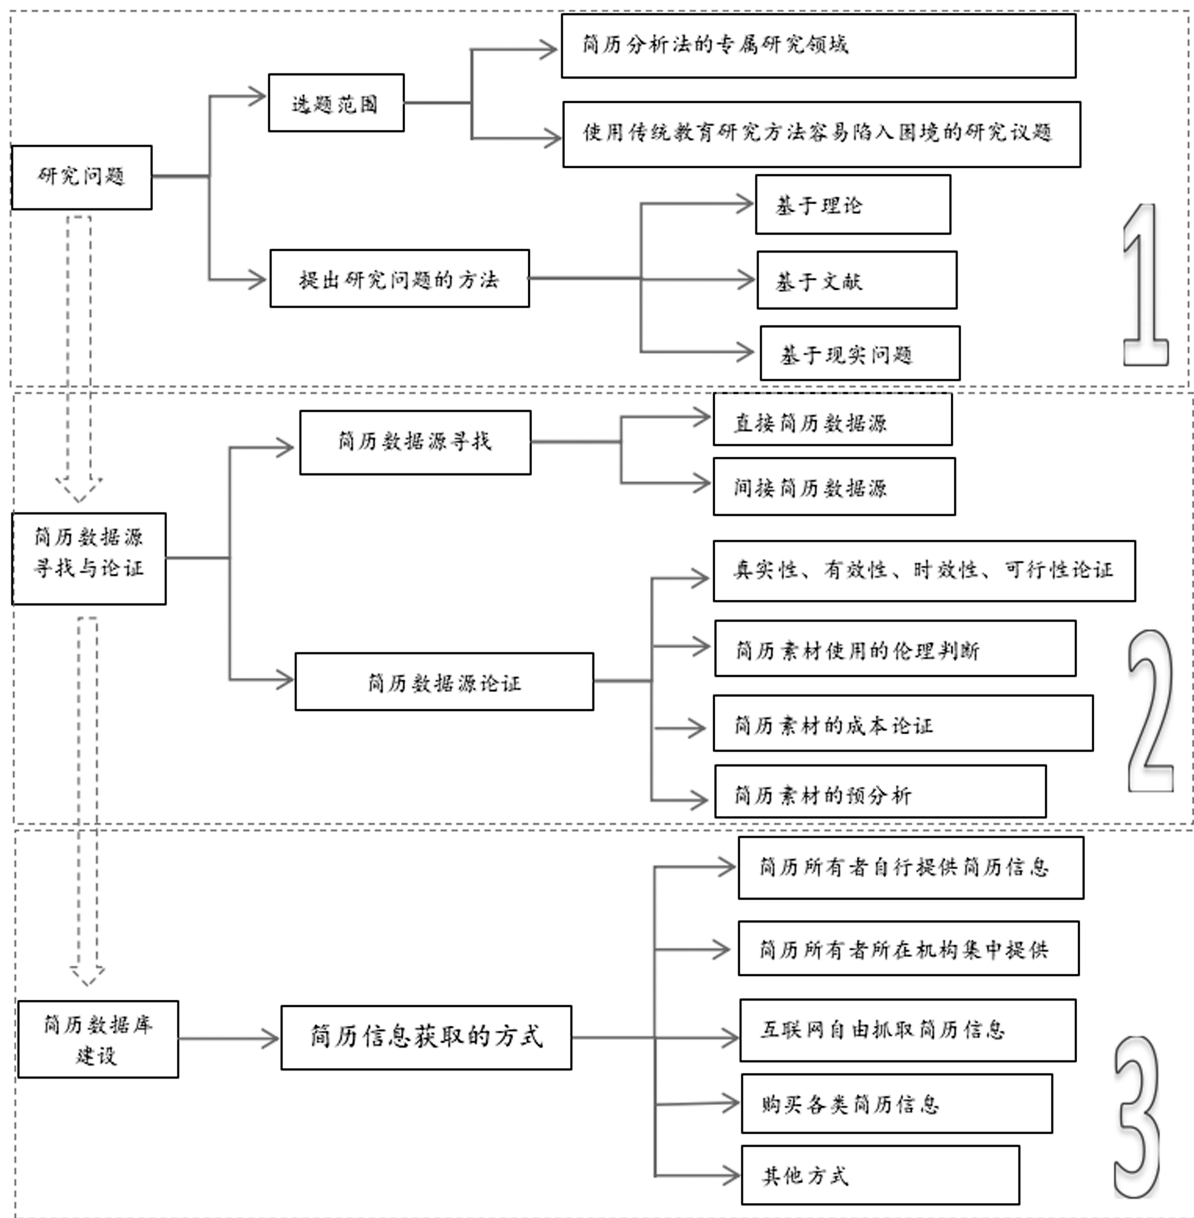 简历分析法的专属研究领域
选题范围
使用传统教育研究方法容易陷入困境的研究议题
研究问题
基于理论
提出研究问题的方法
基于文献
基于现实问题
1
直接简历数据源
简历数据源寻找
间接简历数据源
简历数据源
寻找与论证
真实性、有效性、时效性、可行性论证
简历素材使用的伦理判断
简历数据源论证
简历素材的成本论证
简历素材的预分析
2
简历所有者自行提供简历信息
简历所有者所在机构集中提供
简历数据库
建设
简历信息获取的方式
互联网自由抓取简历信息
购买各类简历信息
其他方式
3